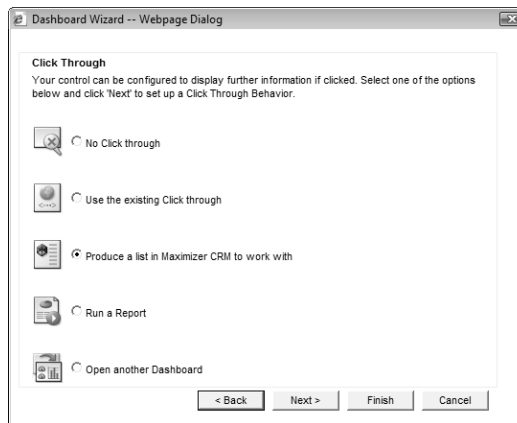 Dashboard Wizard -- Webpage Dialog
Click Through
Your control can be configured to display further information if clicked. Select one of the options
below and click 'Next' to set up a Click Through Behavior.
No Click through
Use the existing Click through
Produce a list in Maximizer CRM to work with
Run a Report
Open another Dashboard
< Back Next > Finish Cancel